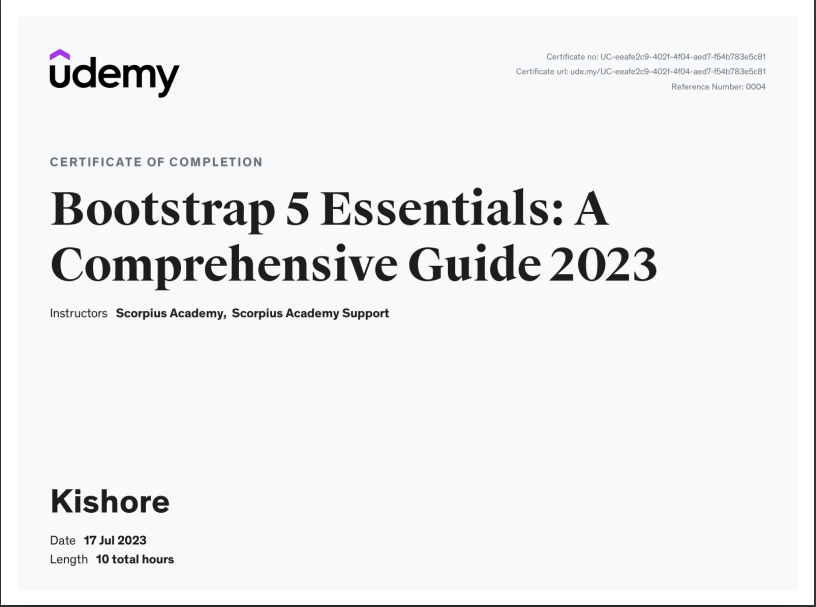 udemy
Certificate no: UC-eeafe2c9-402f-4f04-aed7-f54b783e5c81
Certificate url: ude.my/UC-eeafe2c9-402f-4f04-aed7-f54b783e5c81
Reference Number: 0004
CERTIFICATE OF COMPLETION
Bootstrap 5 Essentials: A
Comprehensive Guide 2023
Instructors Scorpius Academy, Scorpius Academy Support
Kishore
Date 17 Jul 2023
Length 10 total hours